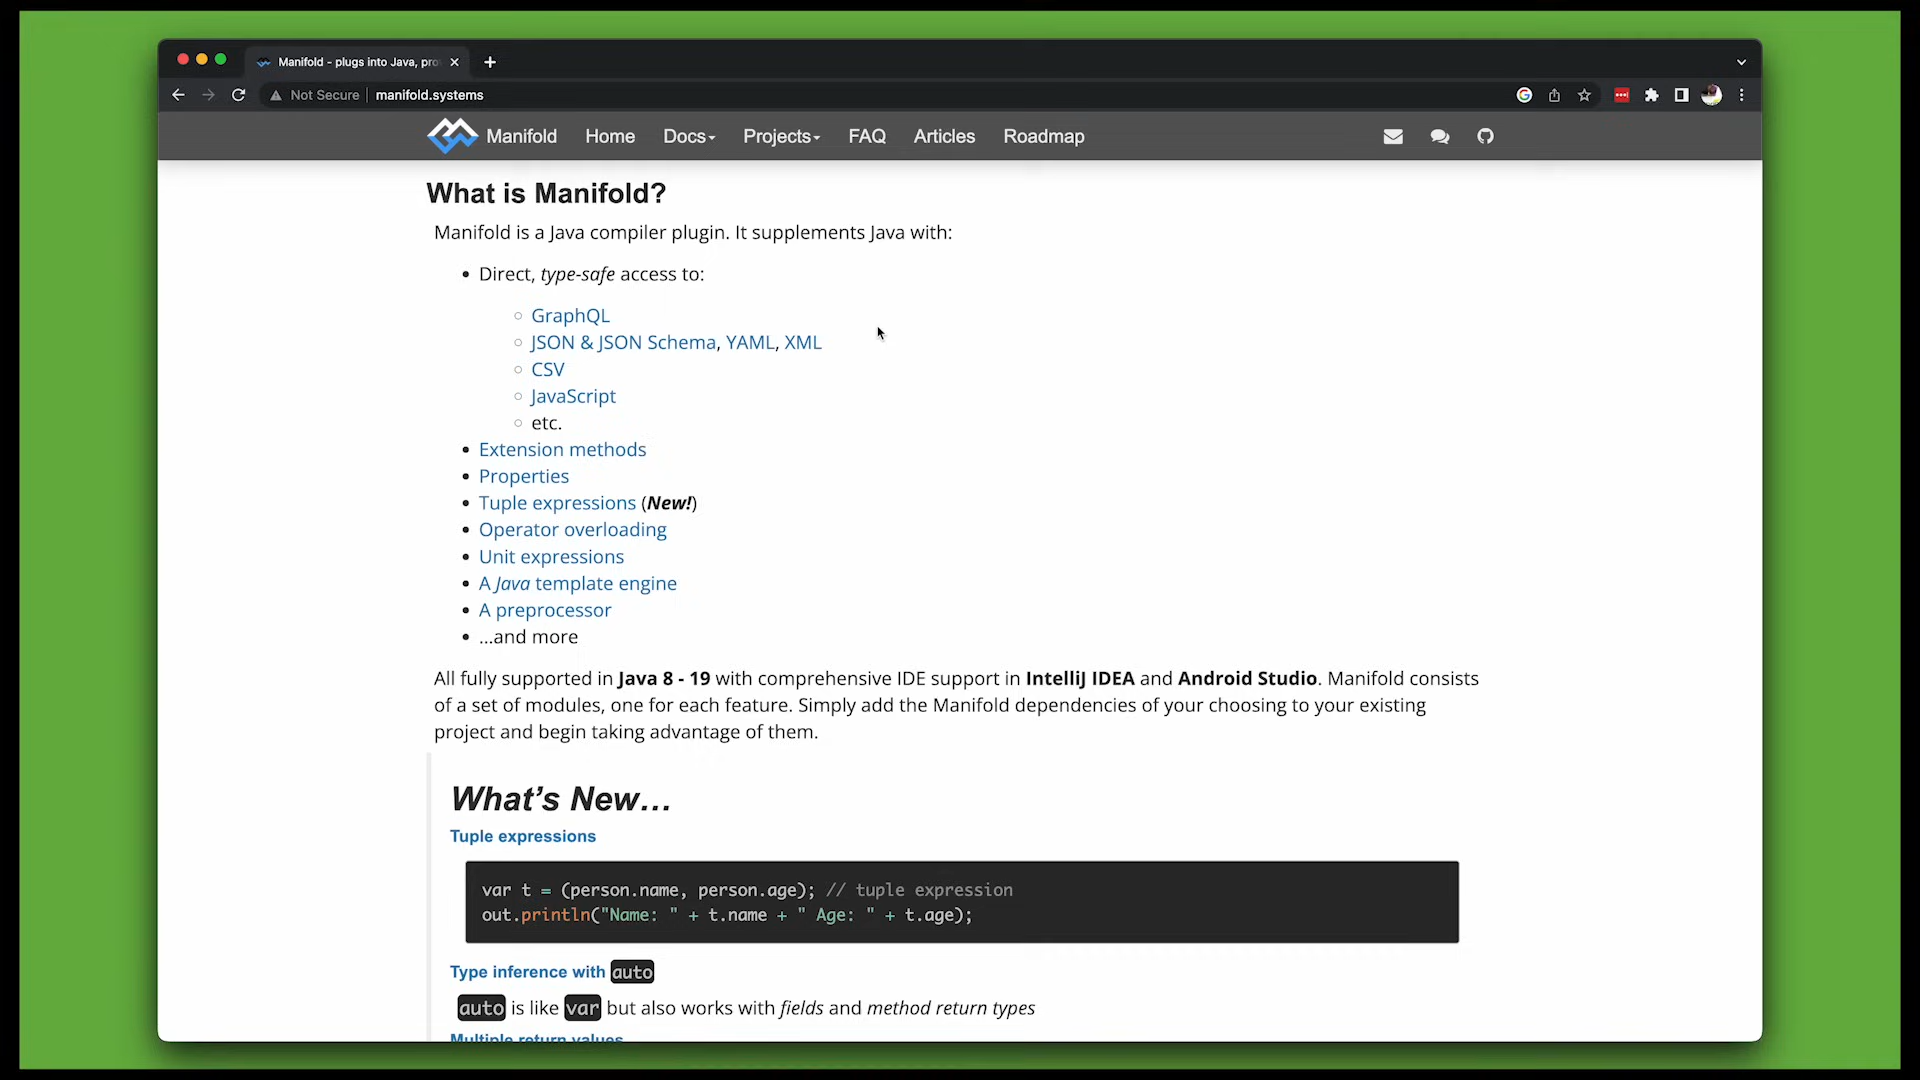 Manifold - plugs into Java, pro
Not Secure manifold.systems
Manifold Home Docs Projects FAQ Articles Roadmap
What is Manifold?
Manifold is a Java compiler plugin. It supplements Java with:
Direct, type-safe access to:
GraphQL
JSON & JSON Schema, YAML, XML
CSV
JavaScript
etc.
Extension methods
Properties
Tuple expressions (New!)
Operator overloading
Unit expressions
A Java template engine
A preprocessor
...and more
All fully supported in Java 8 - 19 with comprehensive IDE support in IntelliJ IDEA and Android Studio. Manifold consists
of a set of modules, one for each feature. Simply add the Manifold dependencies of your choosing to your existing
project and begin taking advantage of them.
What's New...
Tuple expressions
var t = (person.name, person.age); // tuple expression
out.println("Name: " + t.name + " Age: " + t.age);
Type inference with auto
auto is like var but also works with fields and method return types
Multiple return values